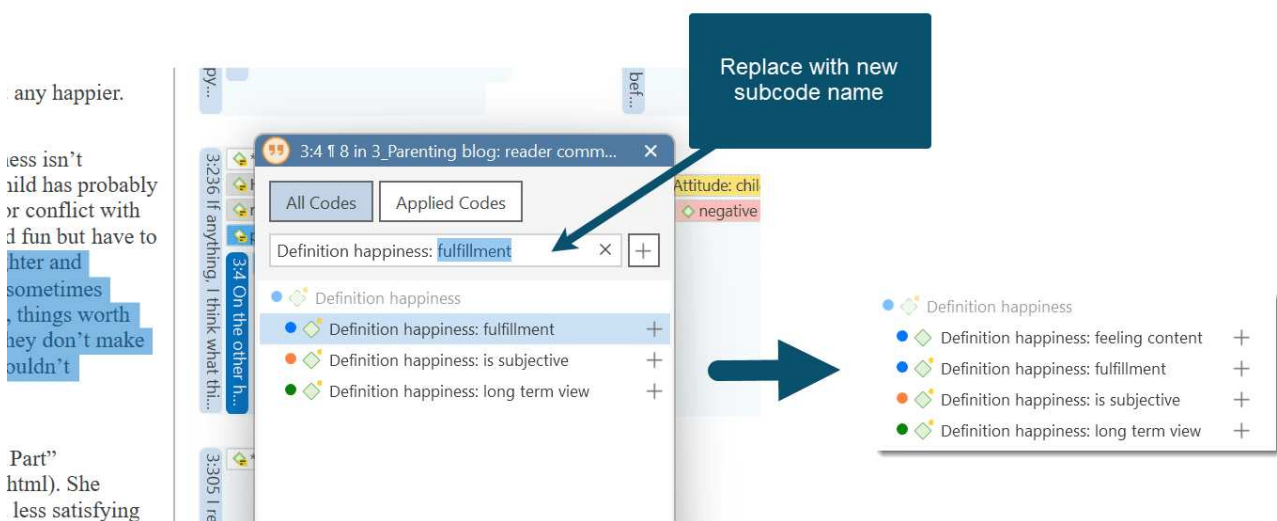 Replace with new
subcode name
any happier.
ess isn't
hild has probably
or conflict with
d fun but have to
ghter and
sometimes
, things worth
hey don't make
ouldn't
Part"
html). She
less satisfying
py...
bef...
3:236 If anything, I think what thi...
3:4 On the other h...
3:305 I re
3:4 ¶ 8 in 3_Parenting blog: reader comm...
All Codes
Applied Codes
Definition happiness: fulfillment
Definition happiness
Definition happiness: fulfillment
Definition happiness: is subjective
Definition happiness: long term view
Attitude: chil
negative
Definition happiness
Definition happiness: feeling content
Definition happiness: fulfillment
Definition happiness: is subjective
Definition happiness: long term view